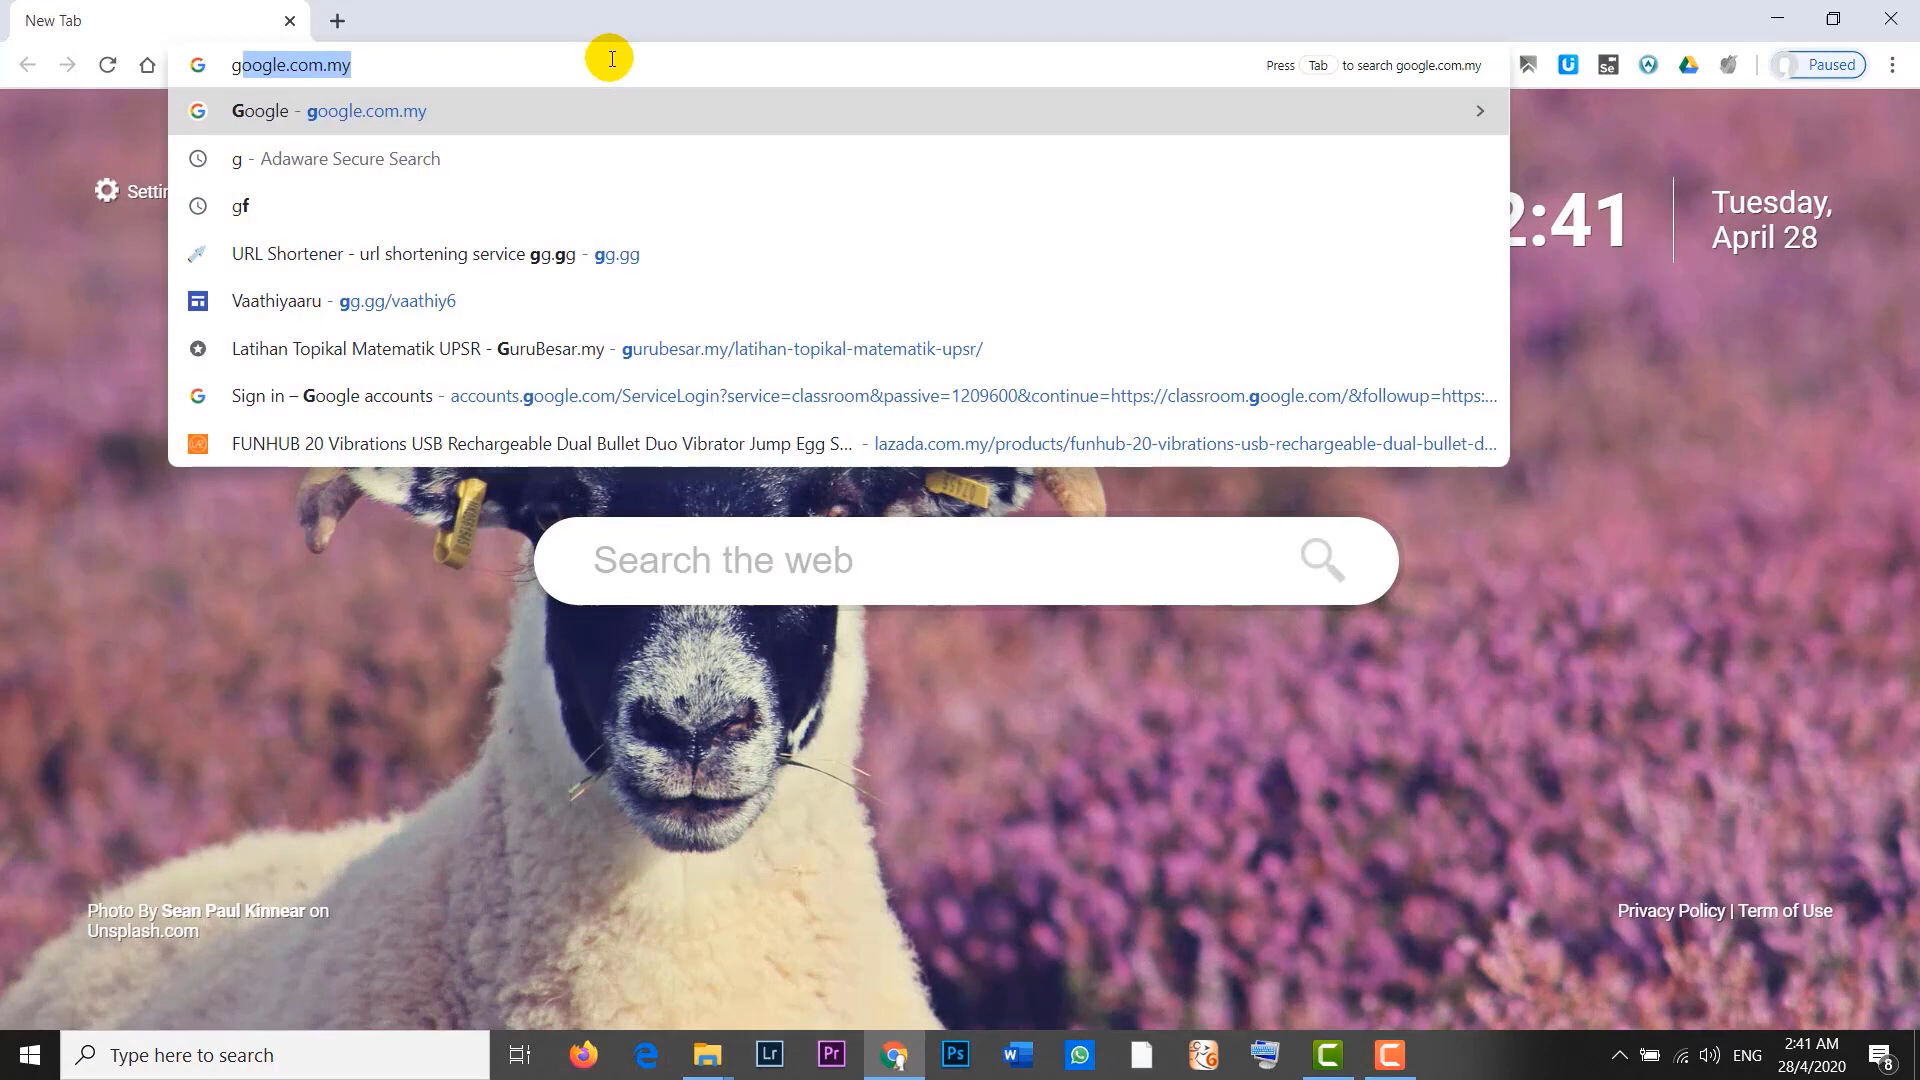 New Tab
google.com.my
Press Tab to search google.com.my
Paused
Google - google.com.my
g - Adaware Secure Search
gf
URL Shortener - url shortening service gg.gg - gg.gg
Vaathiyaaru - gg.gg/vaathiy6
Latihan Topikal Matematik UPSR - GuruBesar.my - gurubesar.my/latihan-topikal-matematik-upsr/
Sign in – Google accounts - accounts.google.com/ServiceLogin?service=classroom&passive=1209600&continue=https://classroom.google.com/&followup=https:...
FUNHUB 20 Vibrations USB Rechargeable Dual Bullet Duo Vibrator Jump Egg S... - lazada.com.my/products/funhub-20-vibrations-usb-rechargeable-dual-bullet-d...
Settin
2:41
Tuesday,
April 28
Search the web
Photo By Sean Paul Kinnear on
Unsplash.com
Privacy Policy | Term of Use
Type here to search
Lr
Pr
Ps
ENG
2:41 AM
28/4/2020
8